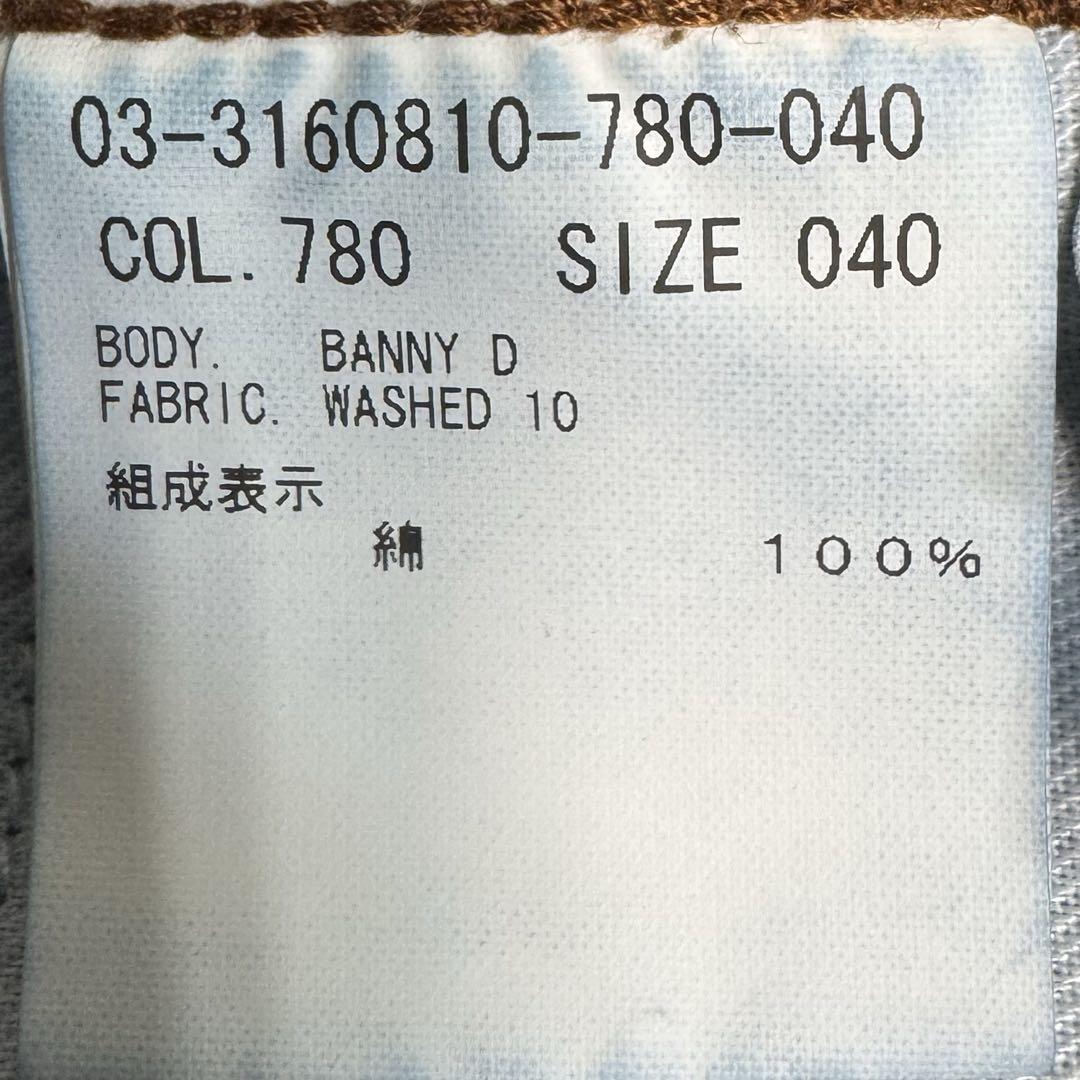 03-3160810-780-040
COL. 780 SIZE 040
BODY. BANNY D
FABRIC. WASHED 10
組成表示
綿 100%